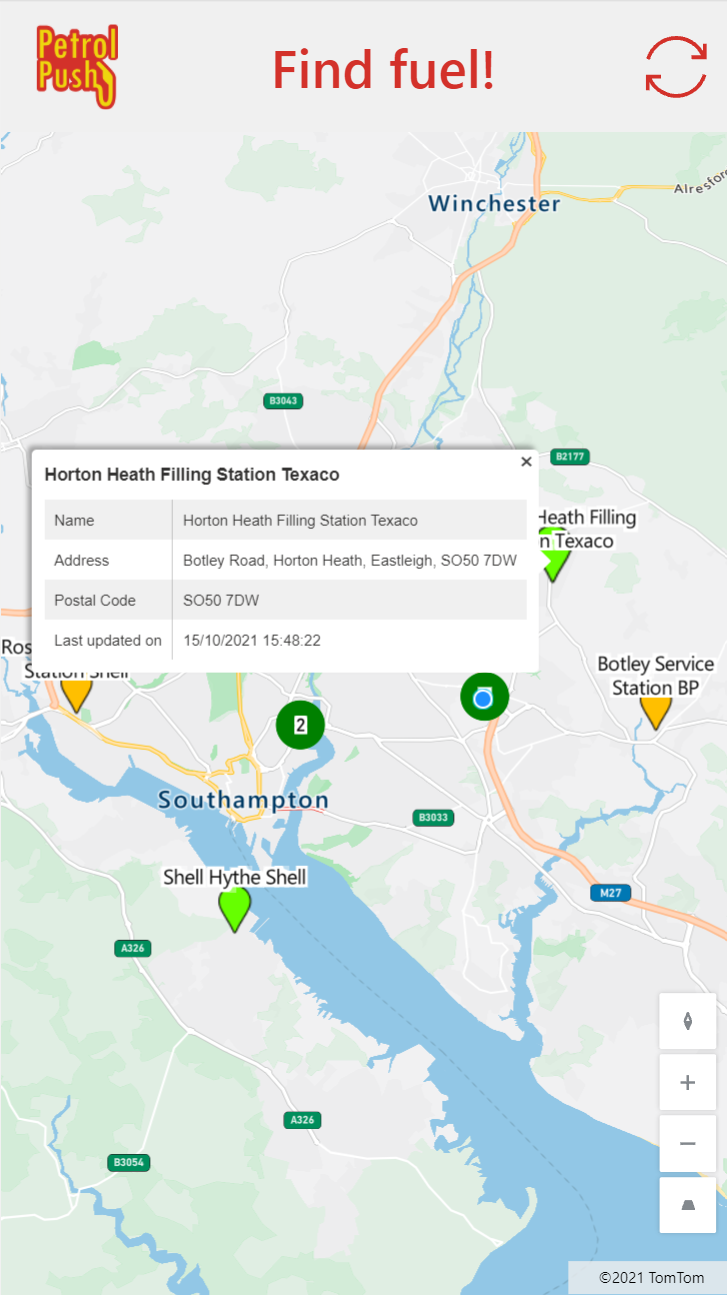 Petrol
Push
Find fuel!
Winchester
Alresfor
B3043
B2177
×
Horton Heath Filling Station Texaco
Name Horton Heath Filling Station Texaco
Address Botley Road, Horton Heath, Eastleigh, SO50 7DW
Postal Code SO50 7DW
Last updated on 15/10/2021 15:48:22
Heath Filling
n Texaco
Ros
Station Shell
Botley Service
Station BP
2
Southampton
B3033
Shell Hythe Shell
M27
A326
A326
B3054
+
−
©2021 TomTom